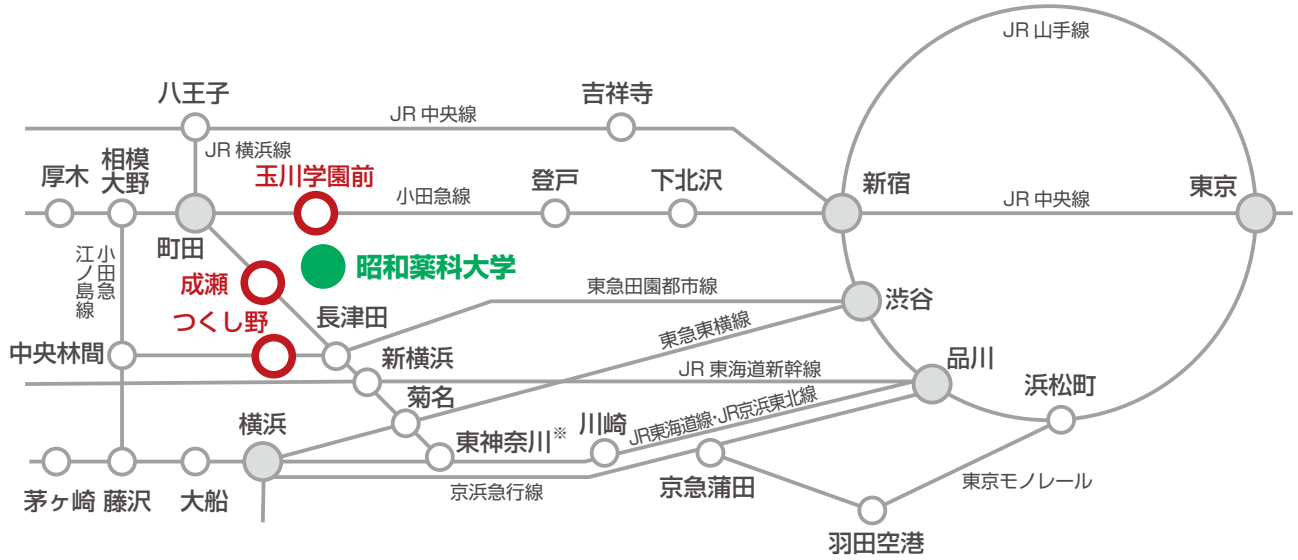 JR 山手線
八王子
吉祥寺
JR 中央線
JR 横浜線
厚木
相模
大野
玉川学園前
小田急線
登戸
下北沢
新宿
JR 中央線
東京
町田
小田急
江ノ島線
昭和薬科大学
成瀬
東急田園都市線
渋谷
つくし野
長津田
東急東横線
中央林間
新横浜
JR 東海道新幹線
品川
浜松町
菊名
JR東海道線・JR京浜東北線
横浜
東神奈川※
川崎
茅ヶ崎
藤沢
大船
京浜急行線
京急蒲田
東京モノレール
羽田空港